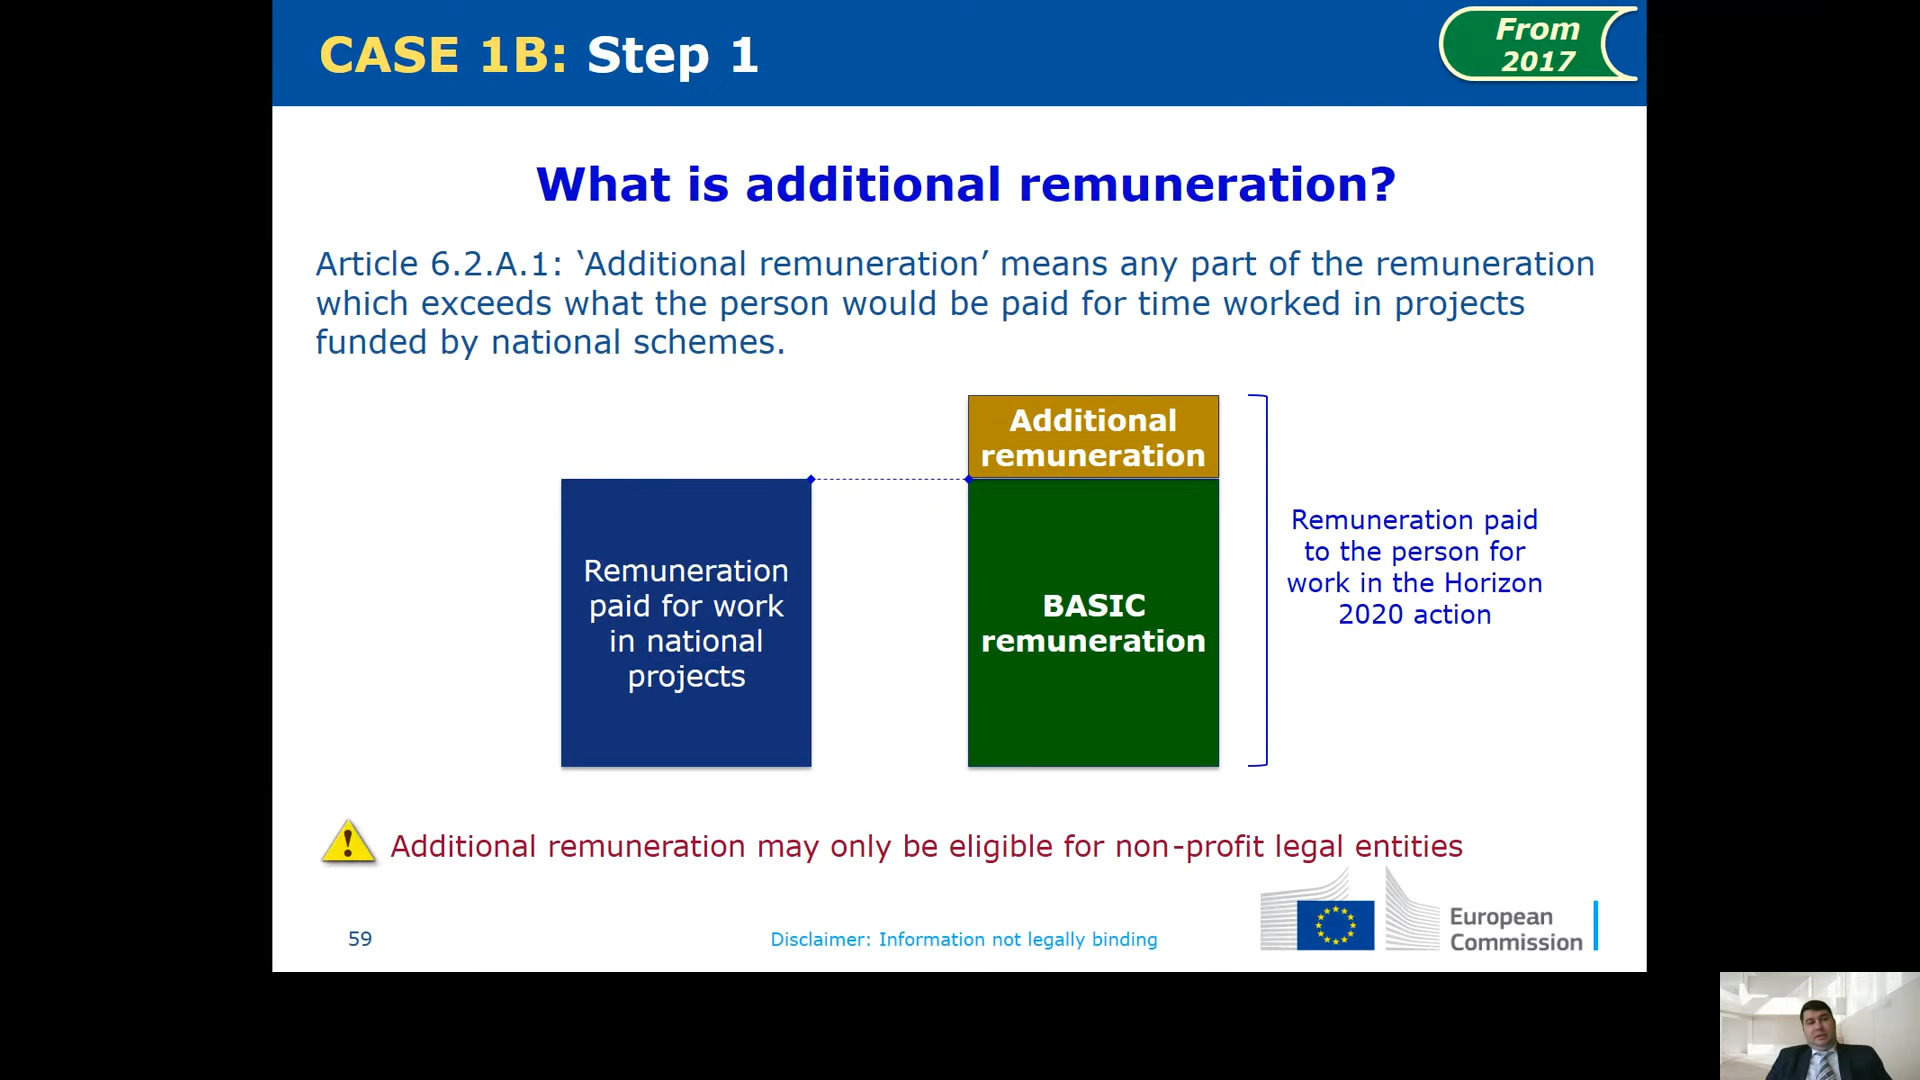 CASE 1B: Step 1
From
2017
What is additional remuneration?
Article 6.2.A.1: ‘Additional remuneration’ means any part of the remuneration
which exceeds what the person would be paid for time worked in projects
funded by national schemes.
Additional
remuneration
Remuneration
paid for work
in national
projects
BASIC
remuneration
Remuneration paid
to the person for
work in the Horizon
2020 action
Additional remuneration may only be eligible for non-profit legal entities
59
Disclaimer: Information not legally binding
European
Commission